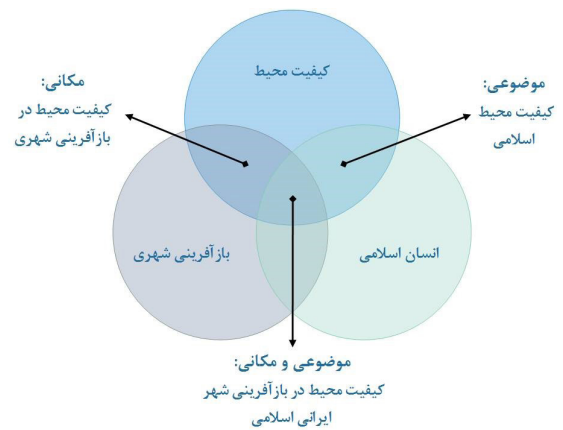 کیفیت محیط
موضوعی:
کیفیت محیط
اسلامی
مکانی:
کیفیت محیط در
بازآفرینی شهری
انسان اسلامی
بازآفرینی شهری
موضوعی و مکانی:
کیفیت محیط در بازآفرینی شهر
ایرانی اسلامی